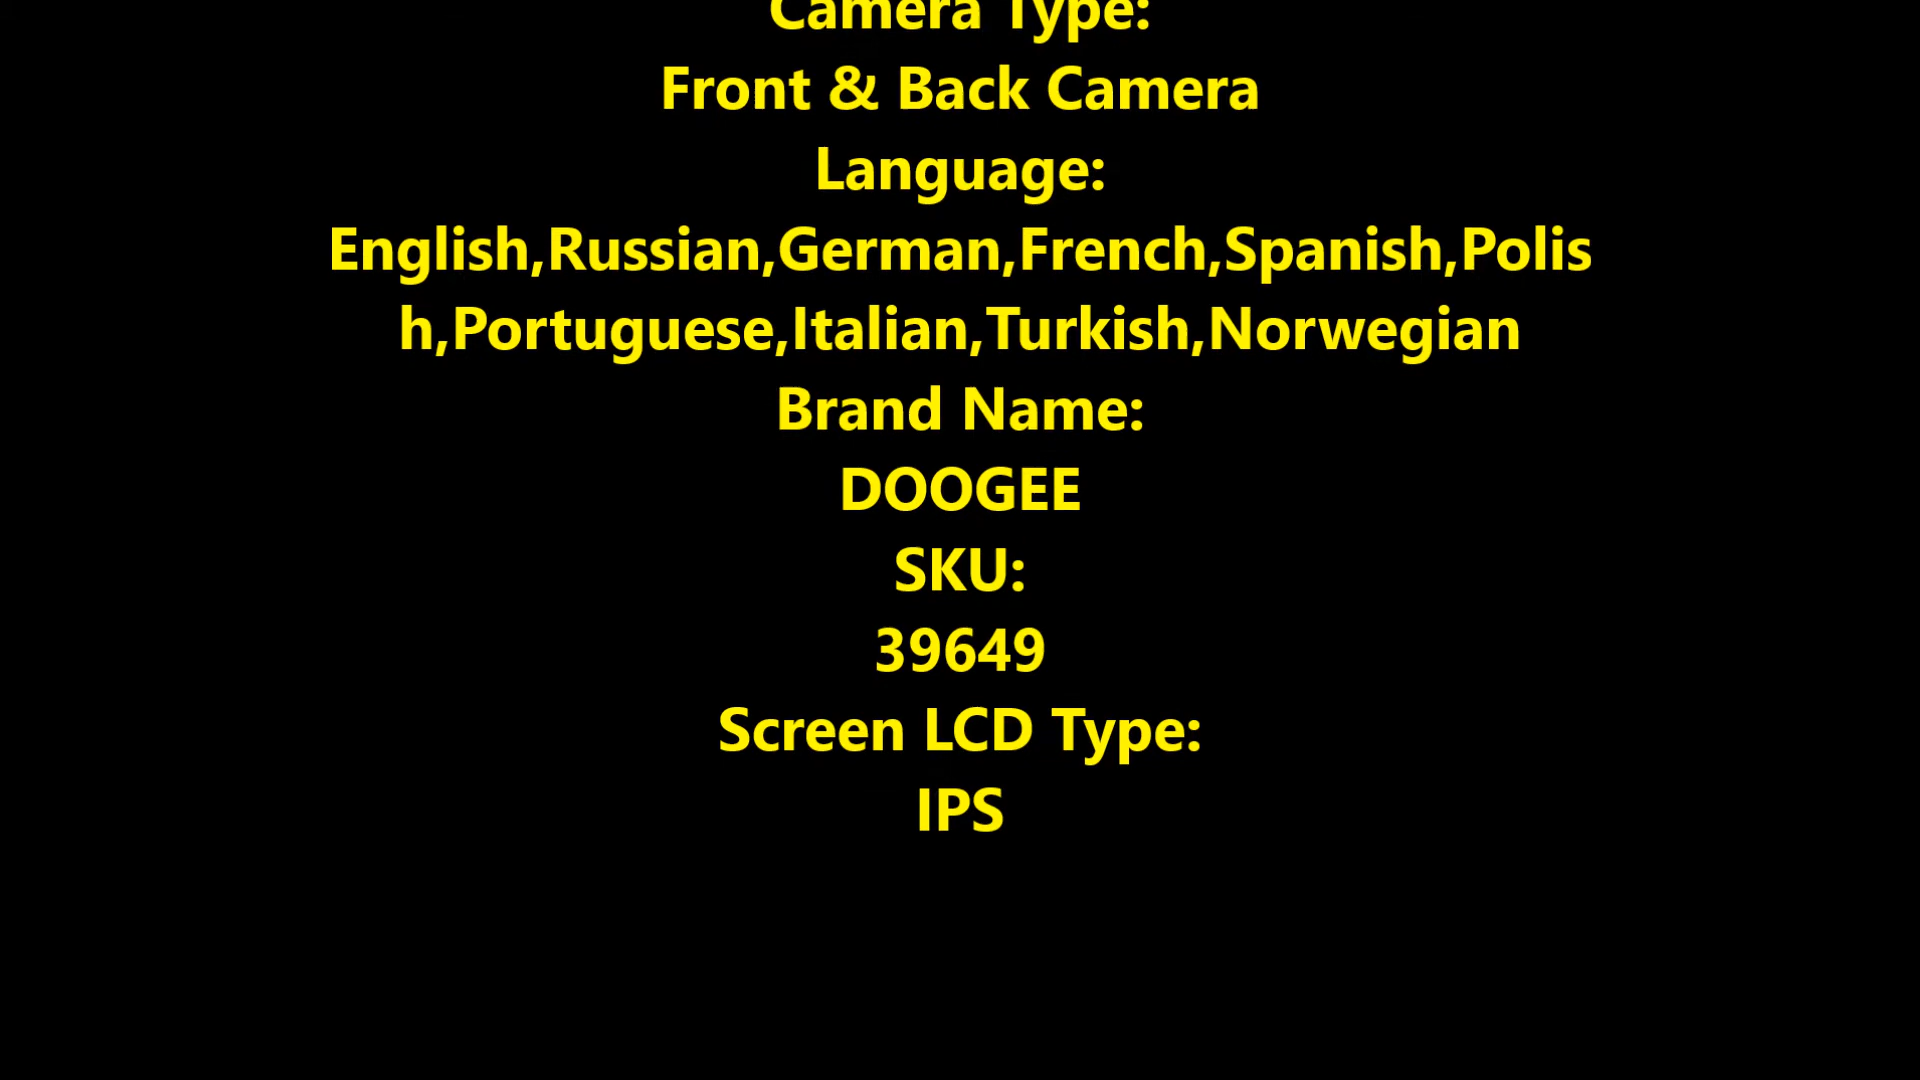 Camera Type:
Front & Back Camera
Language:
English,Russian,German,French,Spanish,Polis
h,Portuguese,Italian,Turkish,Norwegian
Brand Name:
DOOGEE
SKU:
39649
Screen LCD Type:
IPS